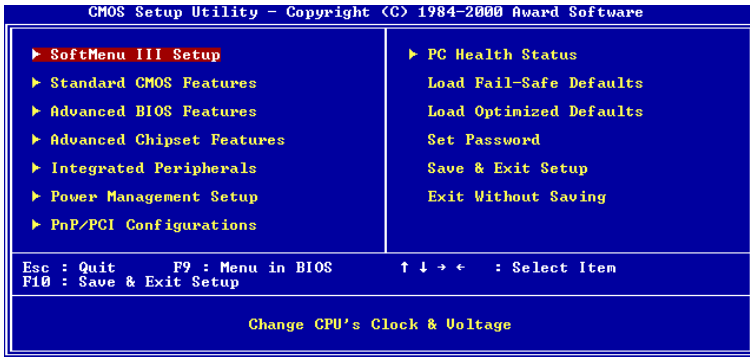 CMOS Setup Utility – Copyright (C) 1984–2000 Award Software
▶ SoftMenu III Setup
▶ Standard CMOS Features
▶ Advanced BIOS Features
▶ Advanced Chipset Features
▶ Integrated Peripherals
▶ Power Management Setup
▶ PnP/PCI Configurations
▶ PC Health Status
Load Fail-Safe Defaults
Load Optimized Defaults
Set Password
Save & Exit Setup
Exit Without Saving
Esc : Quit F9 : Menu in BIOS ↑ ↓ → ← : Select Item
F10 : Save & Exit Setup
Change CPU's Clock & Voltage